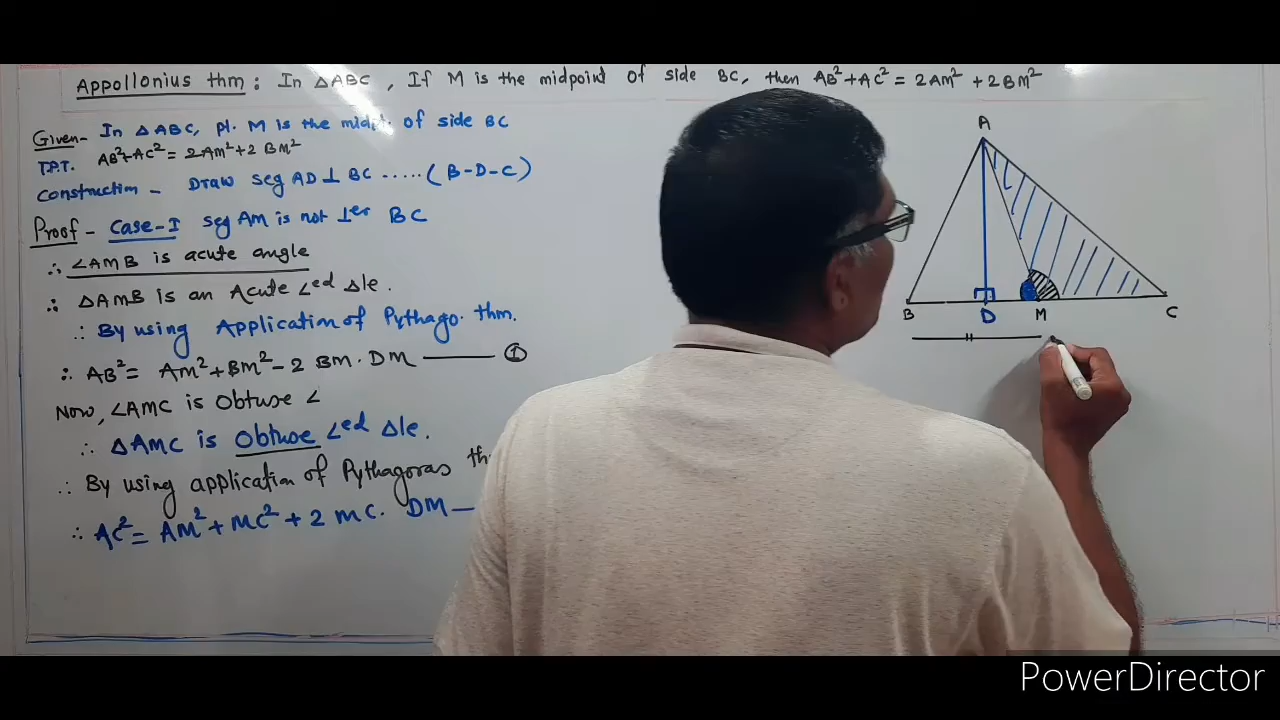 Appollonius thm : In △ABC , If M is the midpoint of side BC, then AB²+AC² = 2AM² + 2BM²
Given- In △ABC, pt. M is the midpt. of side BC
T.P.T. AB²+AC² = 2AM²+2 BM²
Construction - Draw seg AD ⊥ BC .....( B-D-C )
Proof - Case-I seg AM is not ⊥er BC
∴ ∠AMB is acute angle
∴ △AMB is an Acute ∠ed △le.
∴ By using Application of Pythago. thm.
∴ AB² = AM²+BM²-2 BM. DM —— ①
Now, ∠AMC is Obtuse ∠
∴ △AMC is Obtuse ∠ed △le.
∴ By using application of Pythagoras
∴ AC² = AM²+MC²+2 MC. DM —
A
B D M C
PowerDirector